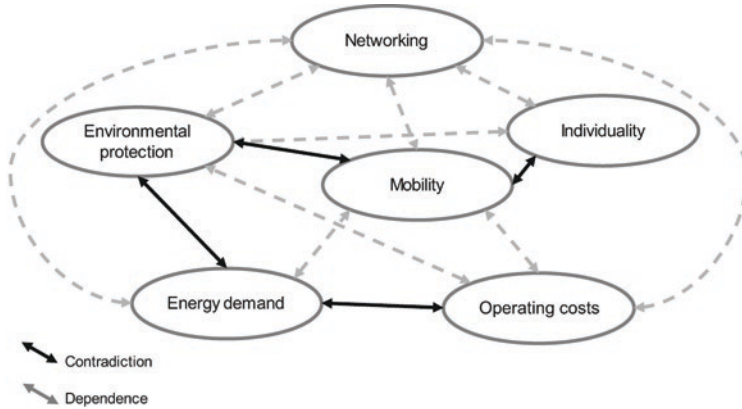 Networking
Environmental
protection
Individuality
Mobility
Energy demand
Operating costs
Contradiction
Dependence